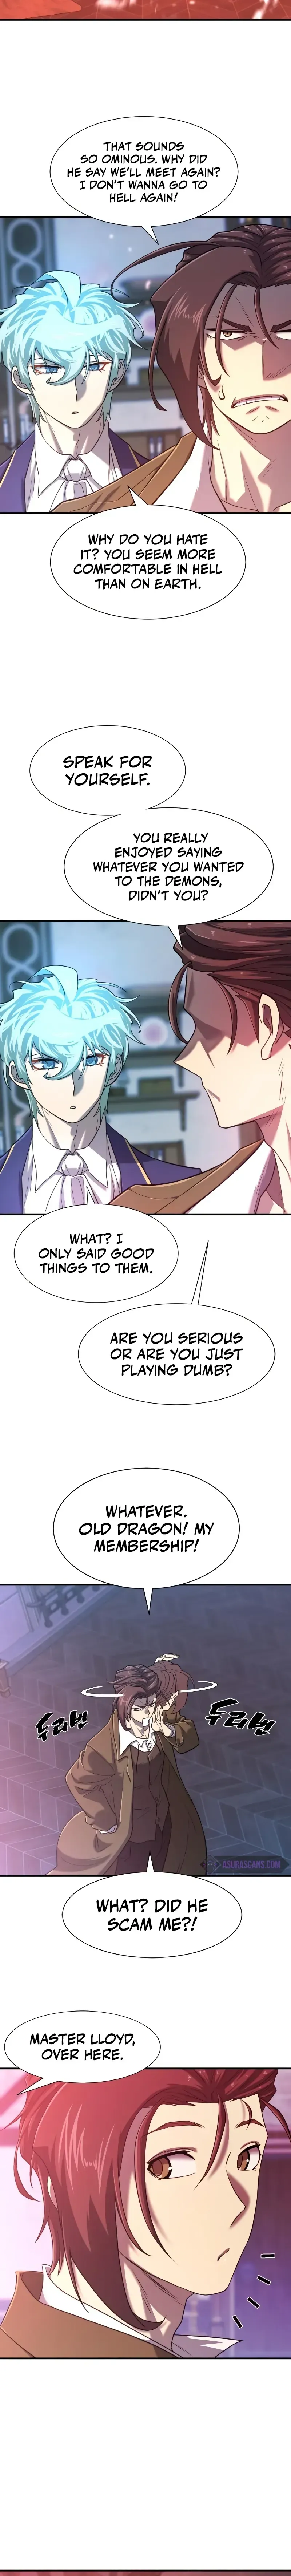 THAT SOUNDS
SO OMINOUS. WHY DID
HE SAY WE'LL MEET AGAIN?
I DON'T WANNA GO TO
HELL AGAIN!
WHY DO YOU HATE
IT? YOU SEEM MORE
COMFORTABLE IN HELL
THAN ON EARTH.
SPEAK FOR
YOURSELF.
YOU REALLY
ENJOYED SAYING
WHATEVER YOU WANTED
TO THE DEMONS,
DIDN'T YOU?
WHAT? I
ONLY SAID GOOD
THINGS TO THEM.
ARE YOU SERIOUS
OR ARE YOU JUST
PLAYING DUMB?
WHATEVER.
OLD DRAGON! MY
MEMBERSHIP!
두리번
두리번
ASURASCANS.COM
WHAT? DID HE
SCAM ME?!
MASTER LLOYD,
OVER HERE.